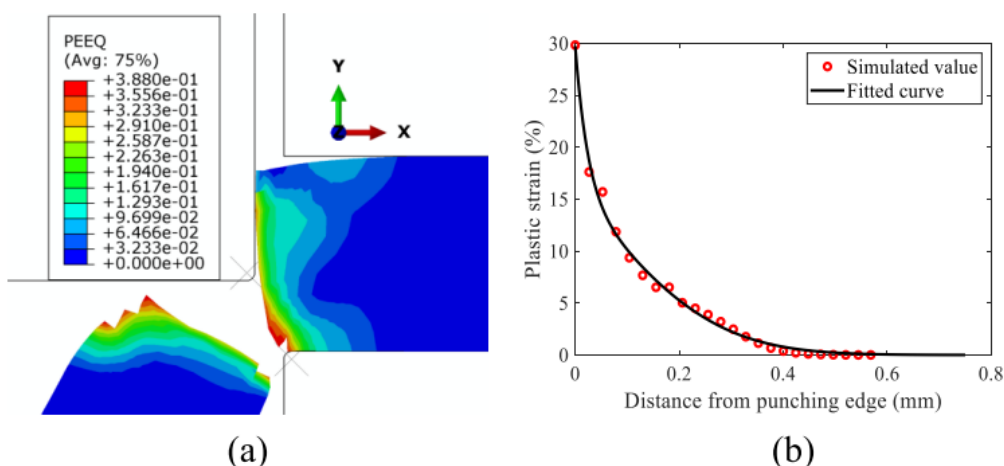 PEEQ
(Avg: 75%)
+3.880e-01
+3.556e-01
+3.233e-01
+2.910e-01
+2.587e-01
+2.263e-01
+1.940e-01
+1.617e-01
+1.293e-01
+9.699e-02
+6.466e-02
+3.233e-02
+0.000e+00
Y
Z
X
(a)
Plastic strain (%)
30
25
20
15
10
5
0
0
0.2
0.4
0.6
0.8
Distance from punching edge (mm)
Simulated value
Fitted curve
(b)